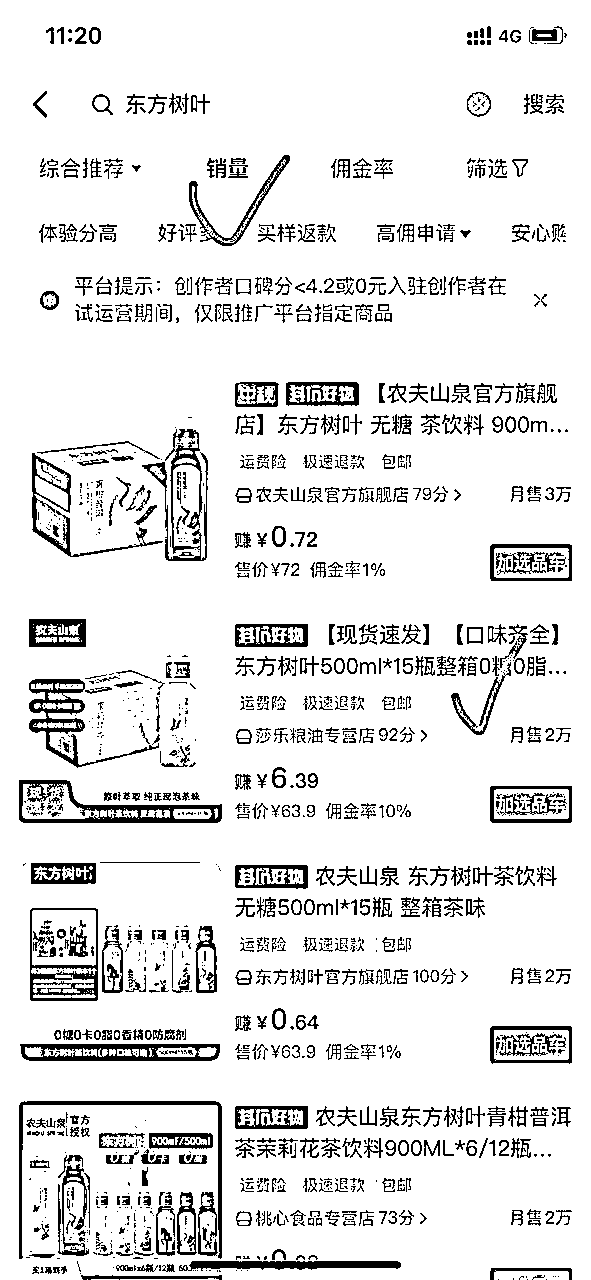 11:20
4G
东方树叶
搜索
综合推荐
销量
佣金率
筛选
体验分高
好评多
买样返款
高佣申请
安心购
平台提示：创作者口碑分<4.2或0元入驻创作者在
试运营期间，仅限推广平台指定商品
抖音好物 【农夫山泉官方旗舰
店】东方树叶 无糖 茶饮料 900m...
运费险 极速退款 包邮
农夫山泉官方旗舰店 79分
月售3万
赚 ¥0.72
售价¥72 佣金率1%
加选品车
农夫山泉
抖音好物 【现货速发】【口味齐全】
东方树叶500ml*15瓶整箱0糖0脂...
运费险 极速退款 包邮
莎乐粮油专营店 92分
月售2万
赚 ¥6.39
售价¥63.9 佣金率10%
加选品车
原叶萃取 纯正现泡茶味
东方树叶
抖音好物 农夫山泉 东方树叶茶饮料
无糖500ml*15瓶 整箱茶味
运费险 极速退款 包邮
东方树叶官方旗舰店 100分
月售2万
赚 ¥0.64
售价¥63.9 佣金率1%
加选品车
0糖0卡0脂0香精0防腐剂
农夫山泉 官方
授权
900ml/500ml
抖音好物 农夫山泉东方树叶青柑普洱
茶茉莉花茶饮料900ML*6/12瓶...
运费险 极速退款 包邮
桃心食品专营店 73分
月售2万